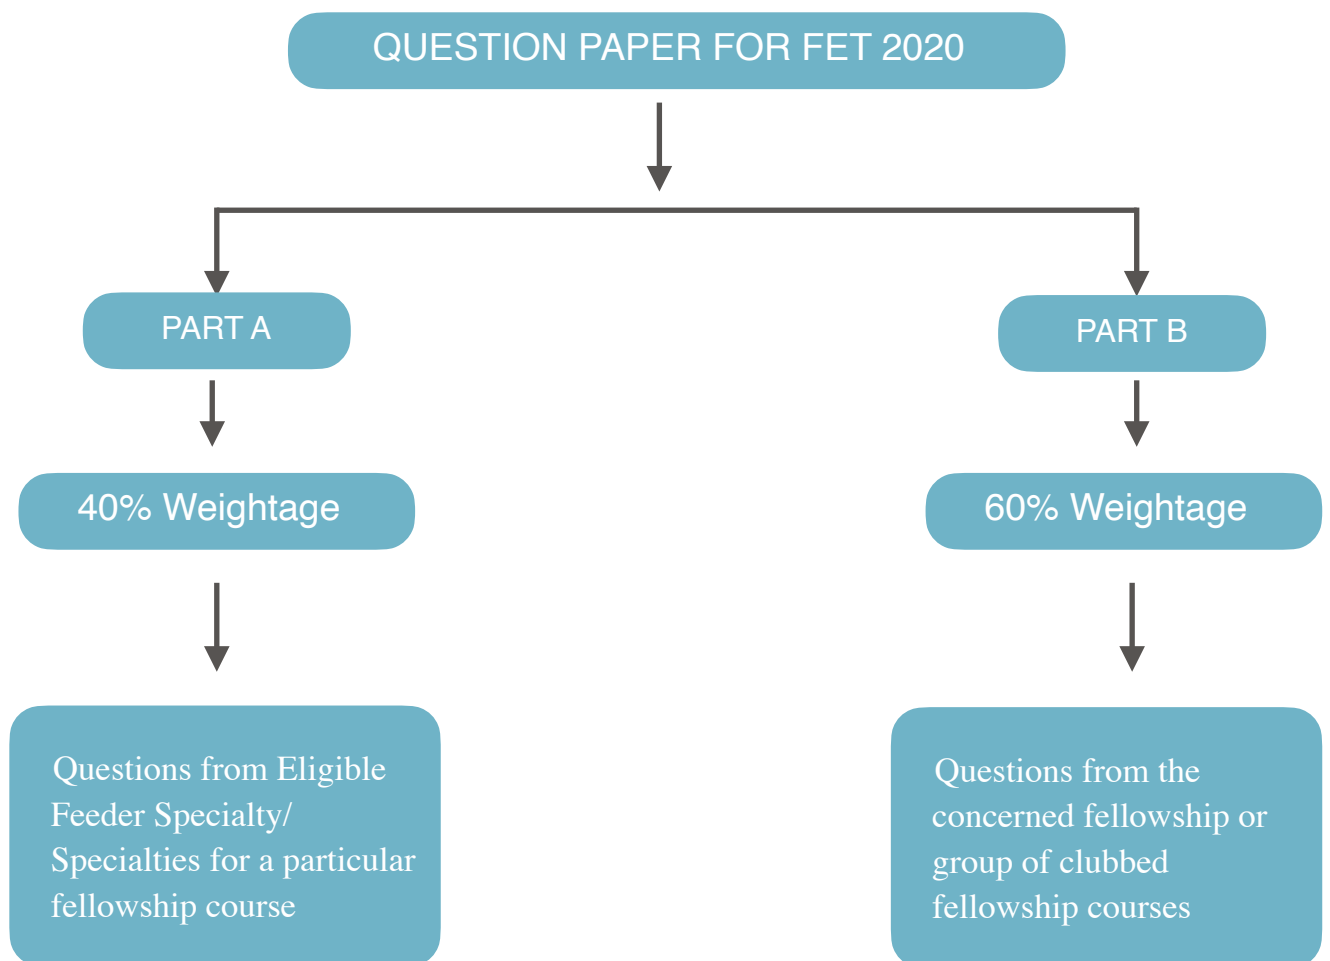 QUESTION PAPER FOR FET 2020
PART A
PART B
40% Weightage
60% Weightage
Questions from Eligible
Feeder Specialty/
Specialties for a particular
fellowship course
Questions from the
concerned fellowship or
group of clubbed
fellowship courses